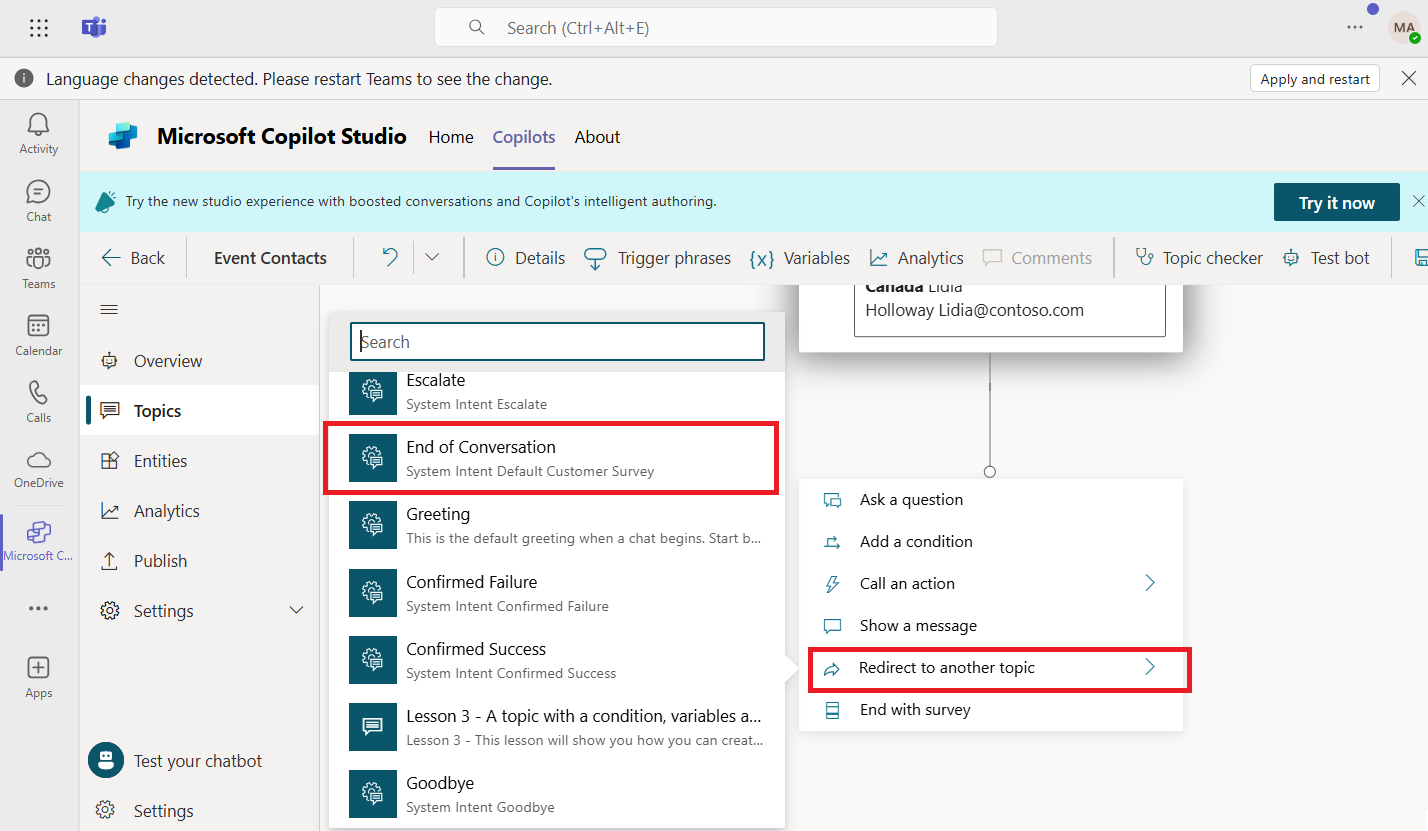 Search (Ctrl+Alt+E)
MA
Language changes detected. Please restart Teams to see the change.
Apply and restart
Activity
Chat
Teams
Calendar
Calls
OneDrive
Microsoft C...
Apps
Microsoft Copilot Studio
Home
Copilots
About
Try the new studio experience with boosted conversations and Copilot's intelligent authoring.
Try it now
Back
Event Contacts
Details
Trigger phrases
{x} Variables
Analytics
Comments
Topic checker
Test bot
Overview
Topics
Entities
Analytics
Publish
Settings
Test your chatbot
Settings
Search
Escalate
System Intent Escalate
End of Conversation
System Intent Default Customer Survey
Greeting
This is the default greeting when a chat begins. Start b...
Confirmed Failure
System Intent Confirmed Failure
Confirmed Success
System Intent Confirmed Success
Lesson 3 - A topic with a condition, variables a...
Lesson 3 - This lesson will show you how you can creat...
Goodbye
System Intent Goodbye
Canada Lidia
Holloway Lidia@contoso.com
Ask a question
Add a condition
Call an action
Show a message
Redirect to another topic
End with survey